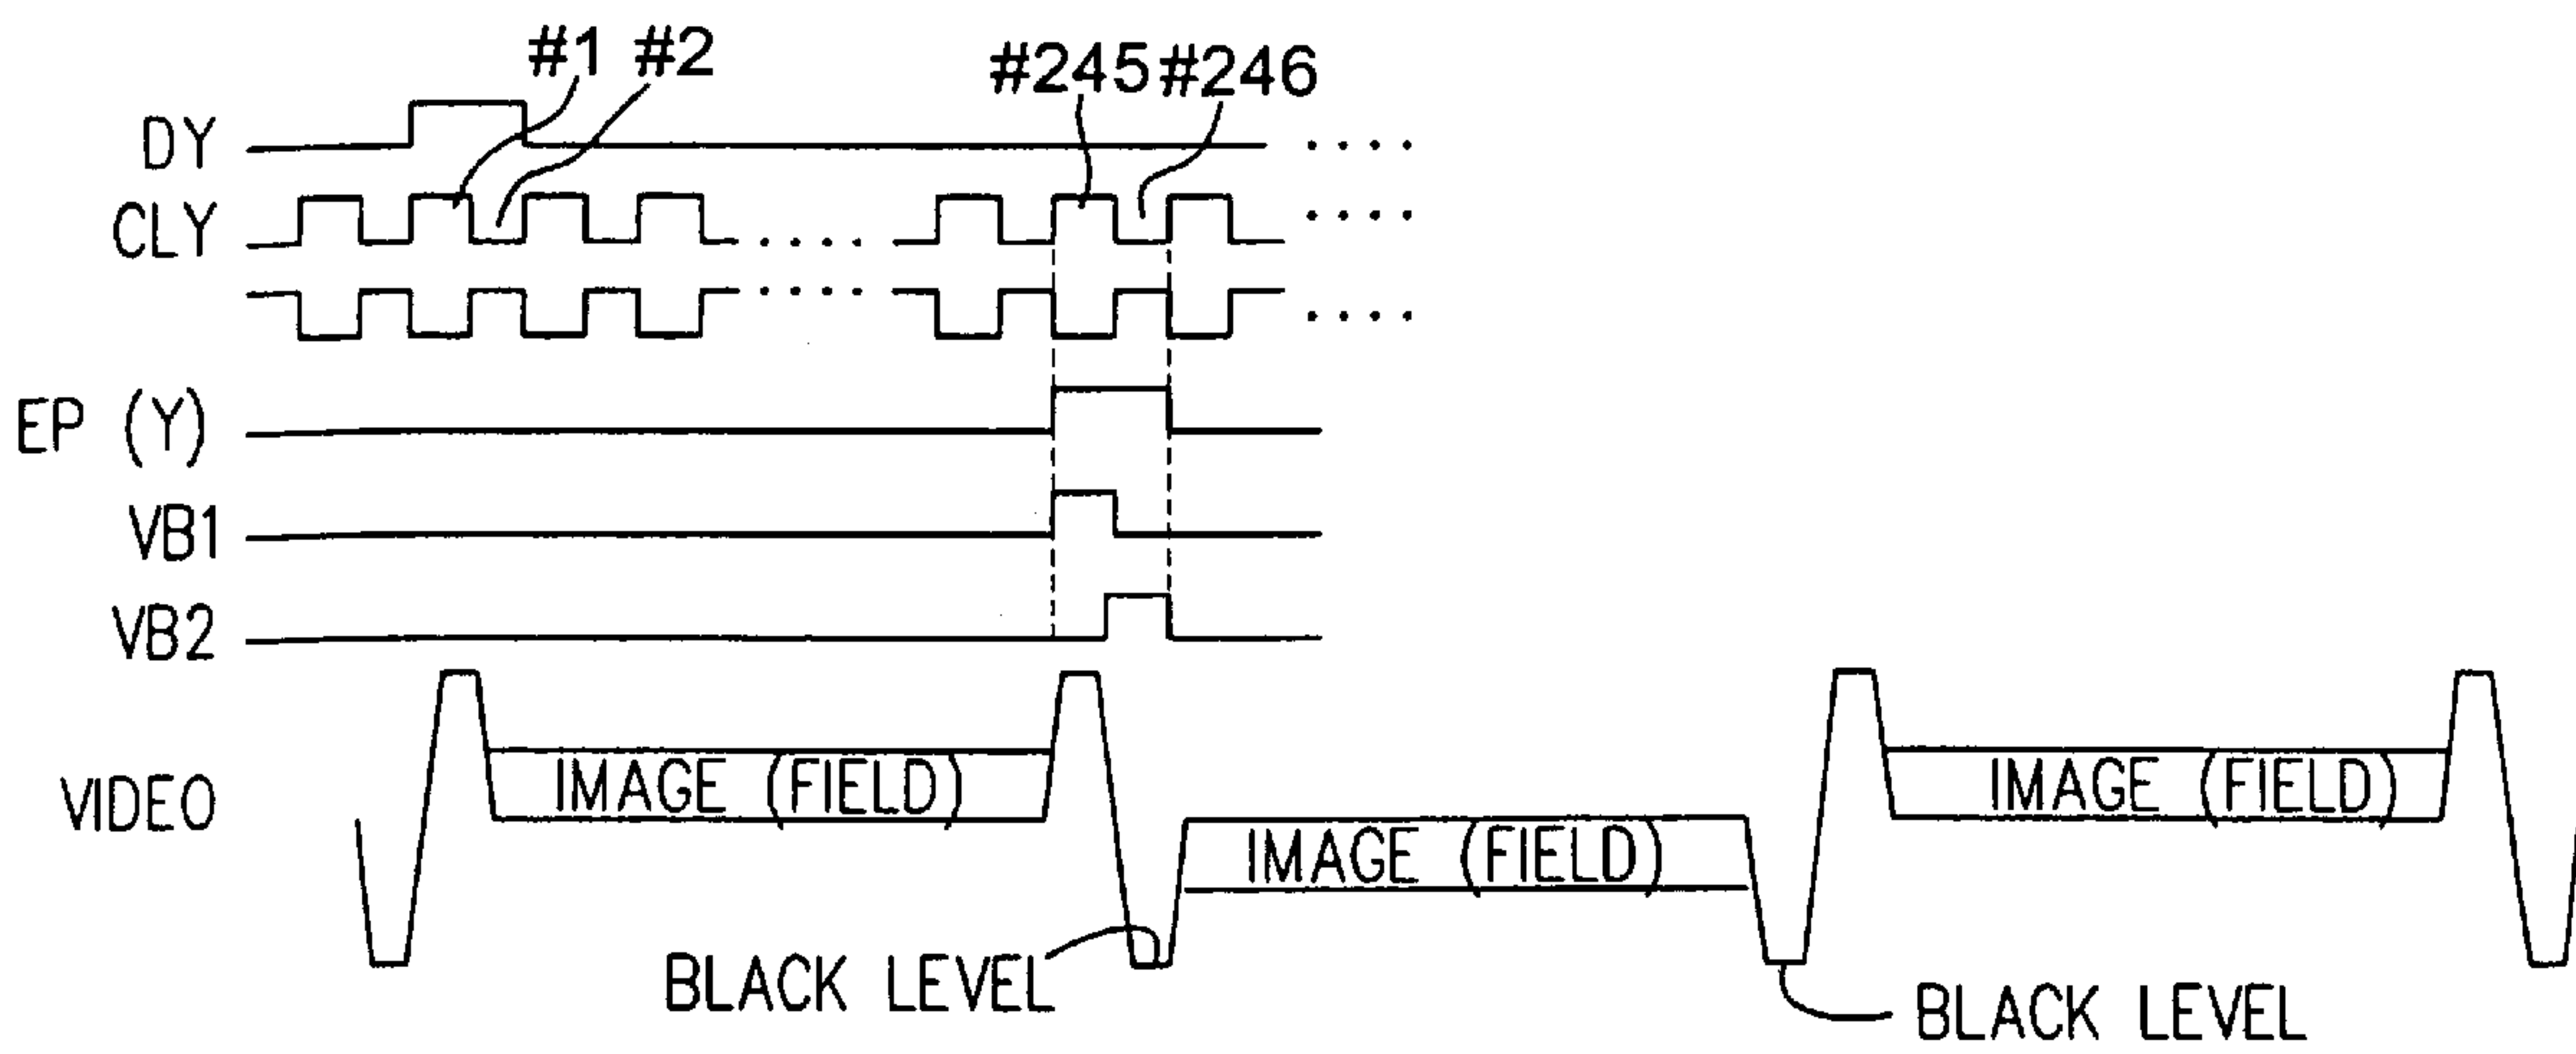 #1 #2 #245 #246
DY
CLY
EP (Y)
VB1
VB2
VIDEO
IMAGE (FIELD) IMAGE (FIELD)
IMAGE (FIELD)
BLACK LEVEL
BLACK LEVEL